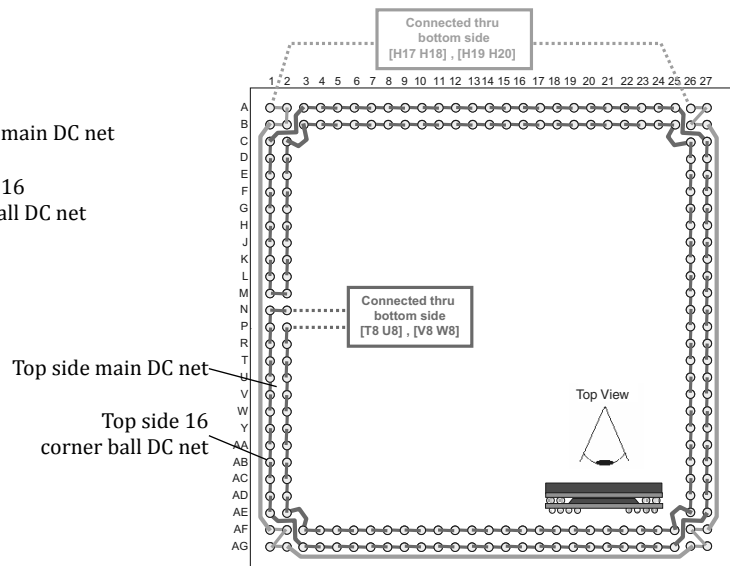 Connected thru
bottom side
[H17 H18] , [H19 H20]
1 2 3 4 5 6 7 8 9 10 11 12 13 14 15 16 17 18 19 20 21 22 23 24 25 26 27
A
B
main DC net
C
D
E
16
F
all DC net
G
H
J
K
L
M
Connected thru
bottom side
[T8 U8] , [V8 W8]
N
P
R
T
Top side main DC net
U
V
W
Top View
Top side 16
corner ball DC net
Y
AA
AB
AC
AD
AE
AF
AG